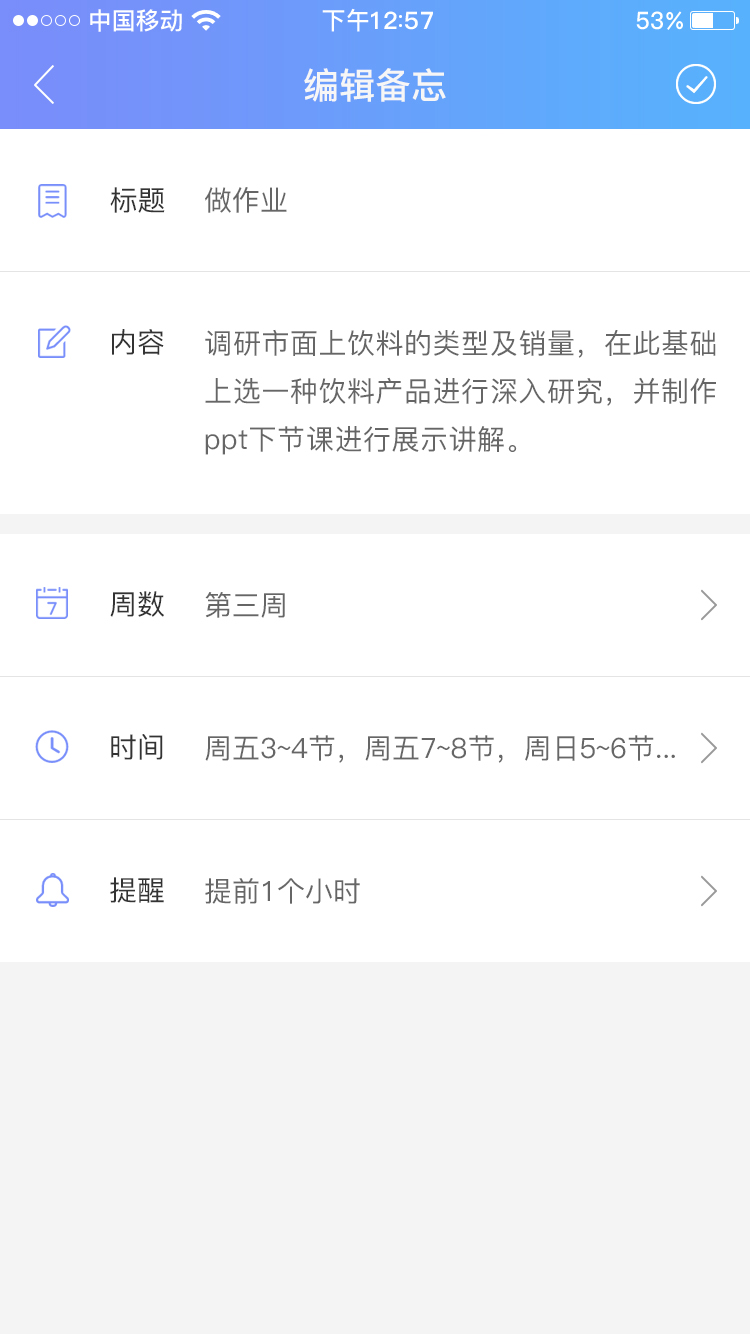 中国移动 下午12:57 53%
编辑备忘
标题 做作业
内容 调研市面上饮料的类型及销量，在此基础
上选一种饮料产品进行深入研究，并制作
ppt下节课进行展示讲解。
7 周数 第三周
时间 周五3~4节，周五7~8节，周日5~6节...
提醒 提前1个小时